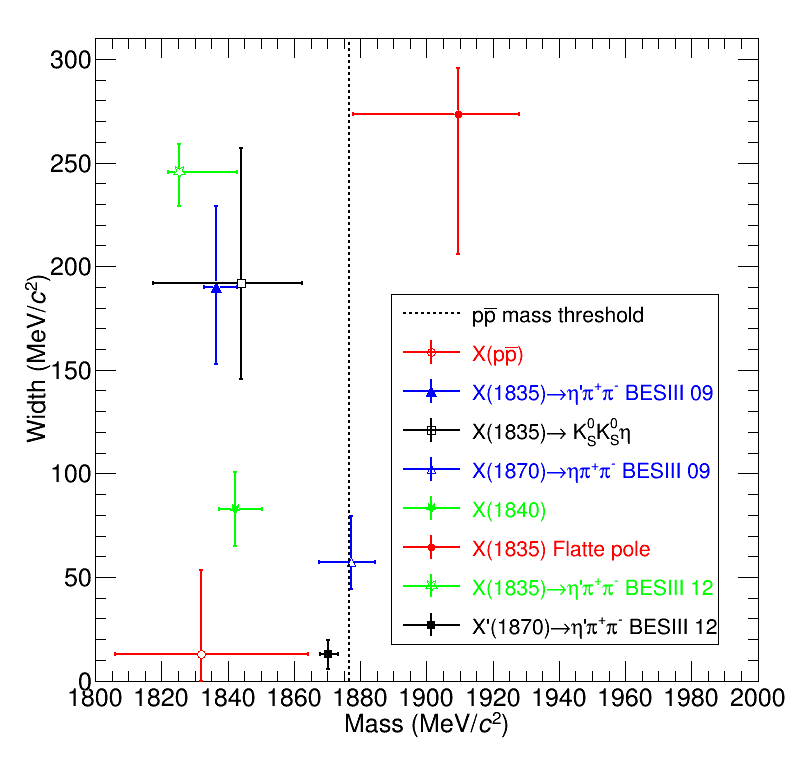 300
250
200
150
100
50
0
Width (MeV/c²)
pp̅ mass threshold
X(pp̅)
X(1835)→η'π⁺π⁻ BESIII 09
X(1835)→ K⁰_SK⁰_Sη
X(1870)→ηπ⁺π⁻ BESIII 09
X(1840)
X(1835) Flatte pole
X(1835)→η'π⁺π⁻ BESIII 12
X'(1870)→η'π⁺π⁻ BESIII 12
1800 1820 1840 1860 1880 1900 1920 1940 1960 1980 2000
Mass (MeV/c²)